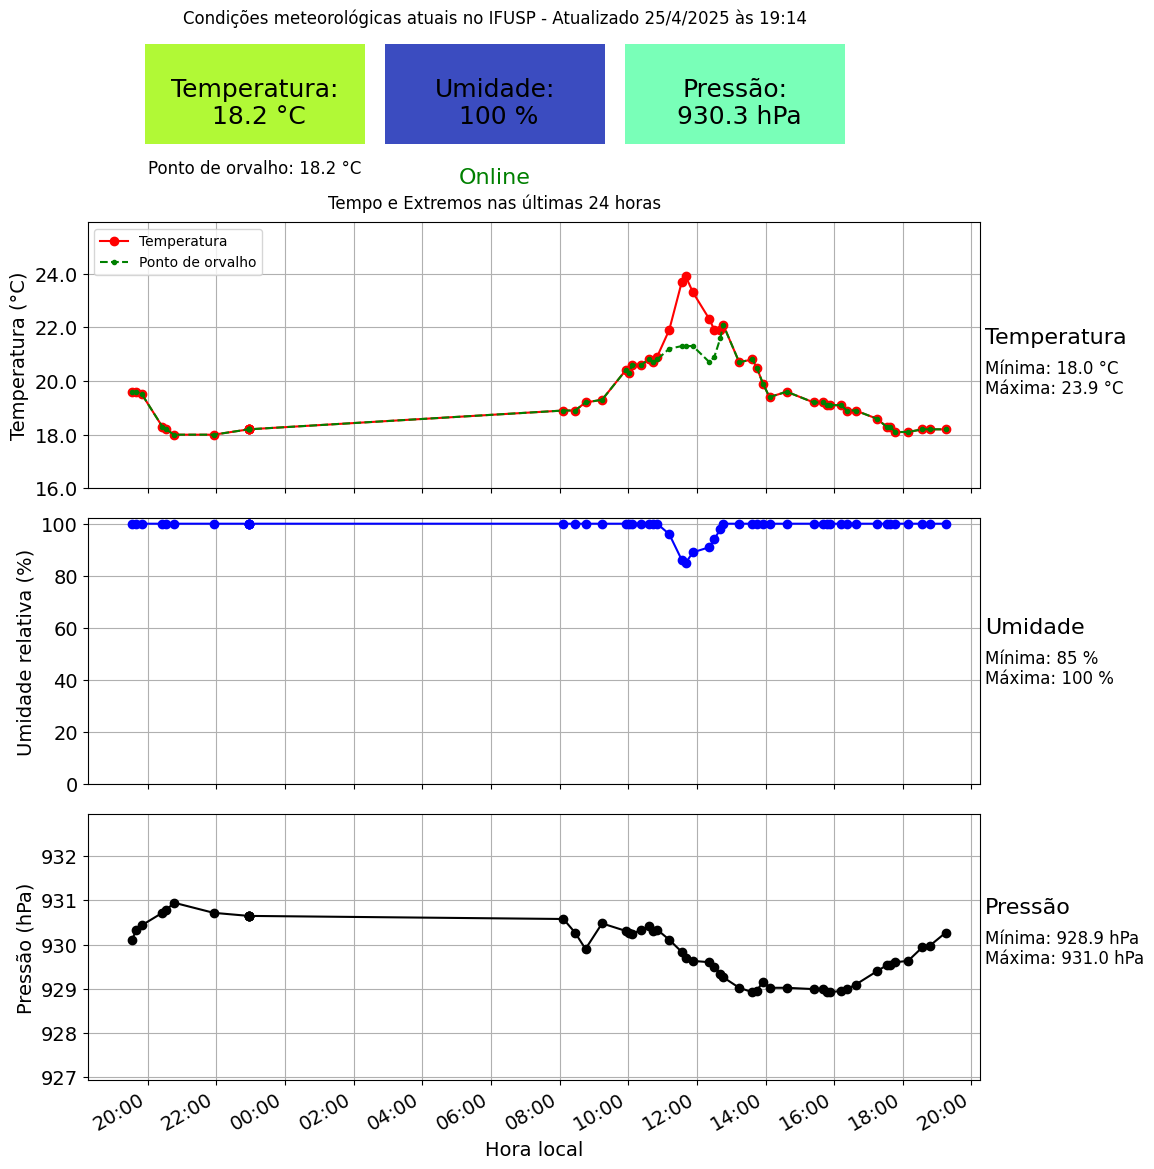 Condições meteorológicas atuais no IFUSP - Atualizado 25/4/2025 às 19:14
Temperatura:
18.2 °C
Umidade:
100 %
Pressão:
930.3 hPa
Ponto de orvalho: 18.2 °C
Online
Tempo e Extremos nas últimas 24 horas
Temperatura
Ponto de orvalho
Temperatura (°C)
24.0
22.0
20.0
18.0
16.0
Temperatura
Mínima: 18.0 °C
Máxima: 23.9 °C
Umidade relativa (%)
100
80
60
40
20
0
Umidade
Mínima: 85 %
Máxima: 100 %
Pressão (hPa)
932
931
930
929
928
927
Pressão
Mínima: 928.9 hPa
Máxima: 931.0 hPa
20:00 22:00 00:00 02:00 04:00 06:00 08:00 10:00 12:00 14:00 16:00 18:00 20:00
Hora local